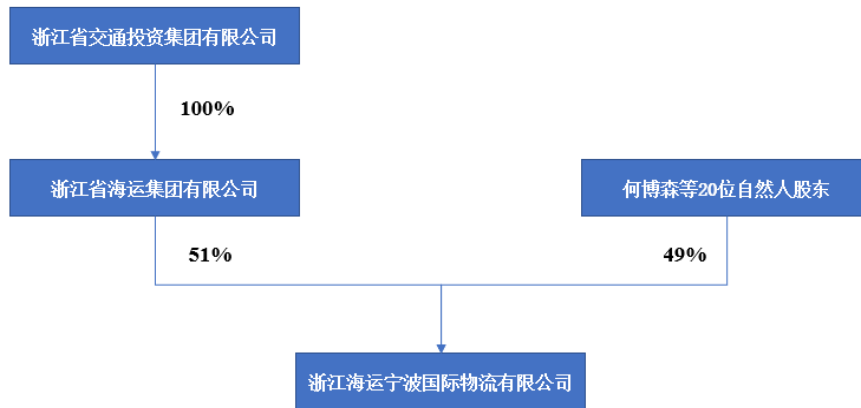 浙江省交通投资集团有限公司
100%
浙江省海运集团有限公司
何博森等20位自然人股东
51%
49%
浙江海运宁波国际物流有限公司